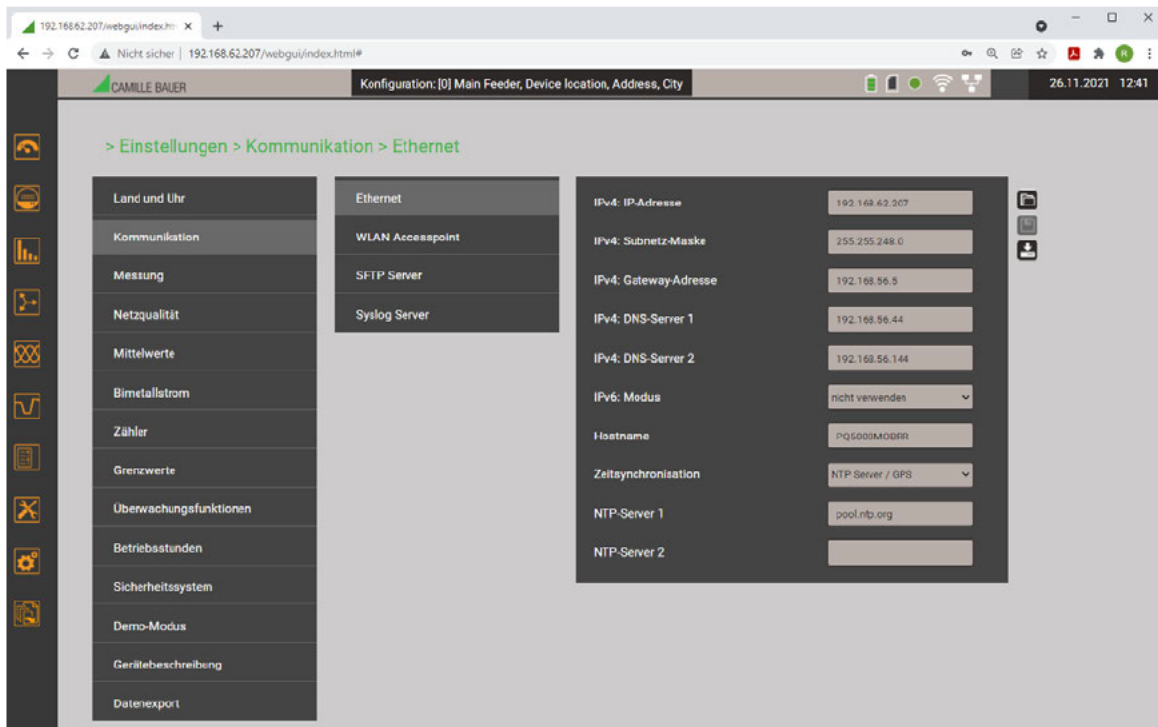 192.168.62.207/webgui/index.ht
Nicht sicher | 192.168.62.207/webgui/index.html#
R
CAMILLE BAUER
Konfiguration: [0] Main Feeder, Device location, Address, City
26.11.2021 12:41
> Einstellungen > Kommunikation > Ethernet
Land und Uhr
Kommunikation
Messung
Netzqualität
Mittelwerte
Bimetallstrom
Zähler
Grenzwerte
Überwachungsfunktionen
Betriebsstunden
Sicherheitssystem
Demo-Modus
Gerätebeschreibung
Datenexport
Ethernet
WLAN Accesspoint
SFTP Server
Syslog Server
IPv4: IP-Adresse 192.168.62.207
IPv4: Subnetz-Maske 255.255.248.0
IPv4: Gateway-Adresse 192.168.56.5
IPv4: DNS-Server 1 192.168.56.44
IPv4: DNS-Server 2 192.168.56.144
IPv6: Modus nicht verwenden
Hostname
Zeitsynchronisation NTP Server / GPS
NTP-Server 1 pool.ntp.org
NTP-Server 2